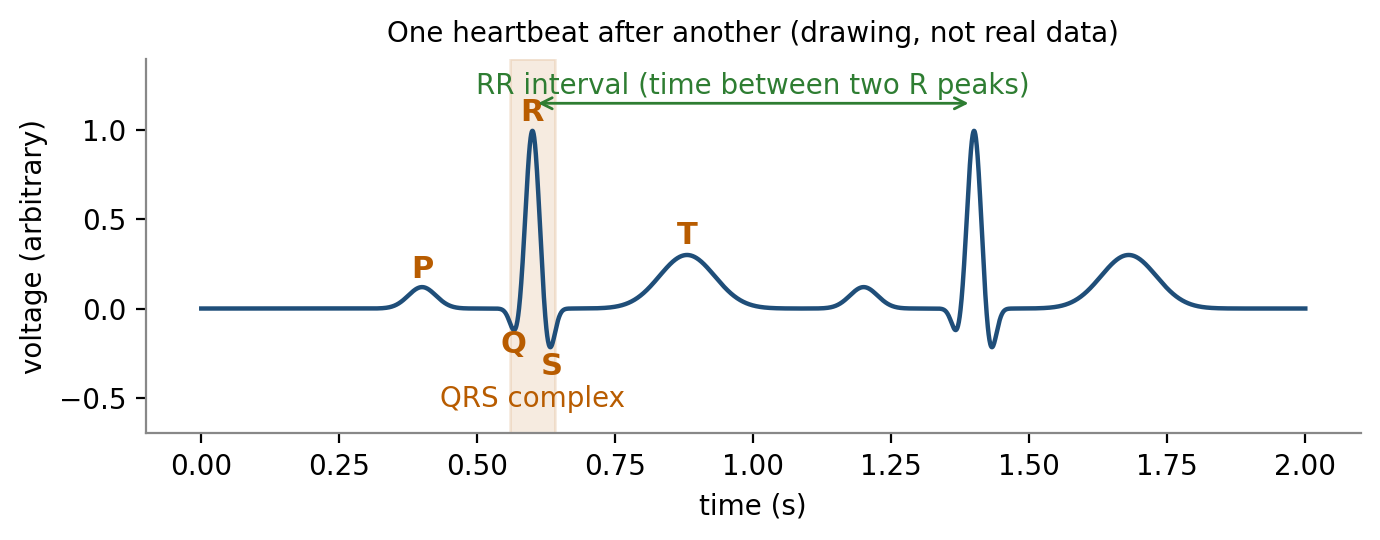 One heartbeat after another (drawing, not real data)
RR interval (time between two R peaks)
R
1.0
0.5
T
P
0.0
Q
S
QRS complex
−0.5
voltage (arbitrary)
0.00 0.25 0.50 0.75 1.00 1.25 1.50 1.75 2.00
time (s)